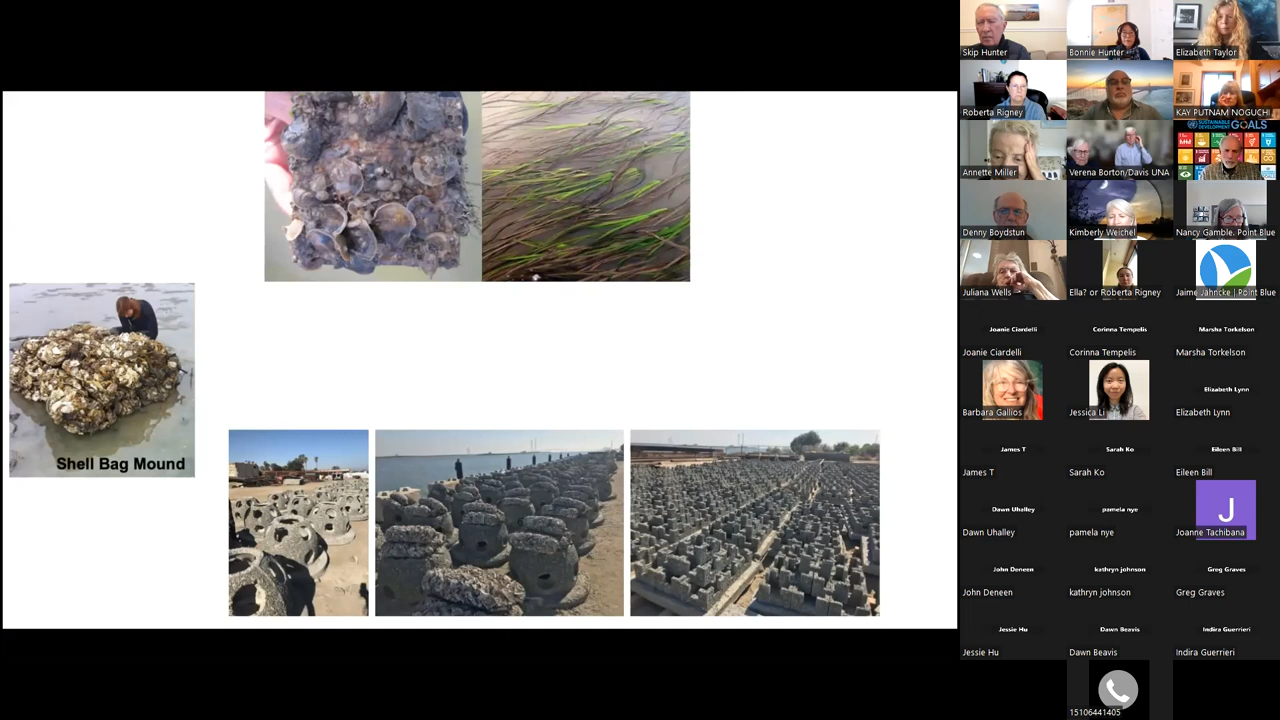 Shell Bag Mound
Skip Hunter
Bonnie Hunter
Elizabeth Taylor
Roberta Rigney
KAY PUTNAM NOGUCHI
Annette Miller
Verena Borton/Davis UNA
SUSTAINABLE
DEVELOPMENT GOALS
Denny Boydstun
Kimberly Weichel
Nancy Gamble. Point Blue
Juliana Wells
Ella? or Roberta Rigney
Jaime Jahncke | Point Blue
Joanie Ciardelli
Joanie Ciardelli
Corinna Tempelis
Corinna Tempelis
Marsha Torkelson
Marsha Torkelson
Barbara Gallios
Jessica Li
Elizabeth Lynn
Elizabeth Lynn
James T
James T
Sarah Ko
Sarah Ko
Eileen Bill
Eileen Bill
Dawn Uhalley
Dawn Uhalley
pamela nye
pamela nye
J
Joanne Tachibana
John Deneen
John Deneen
kathryn johnson
kathryn johnson
Greg Graves
Greg Graves
Jessie Hu
Jessie Hu
Dawn Beavis
Dawn Beavis
Indira Guerrieri
Indira Guerrieri
15106441405